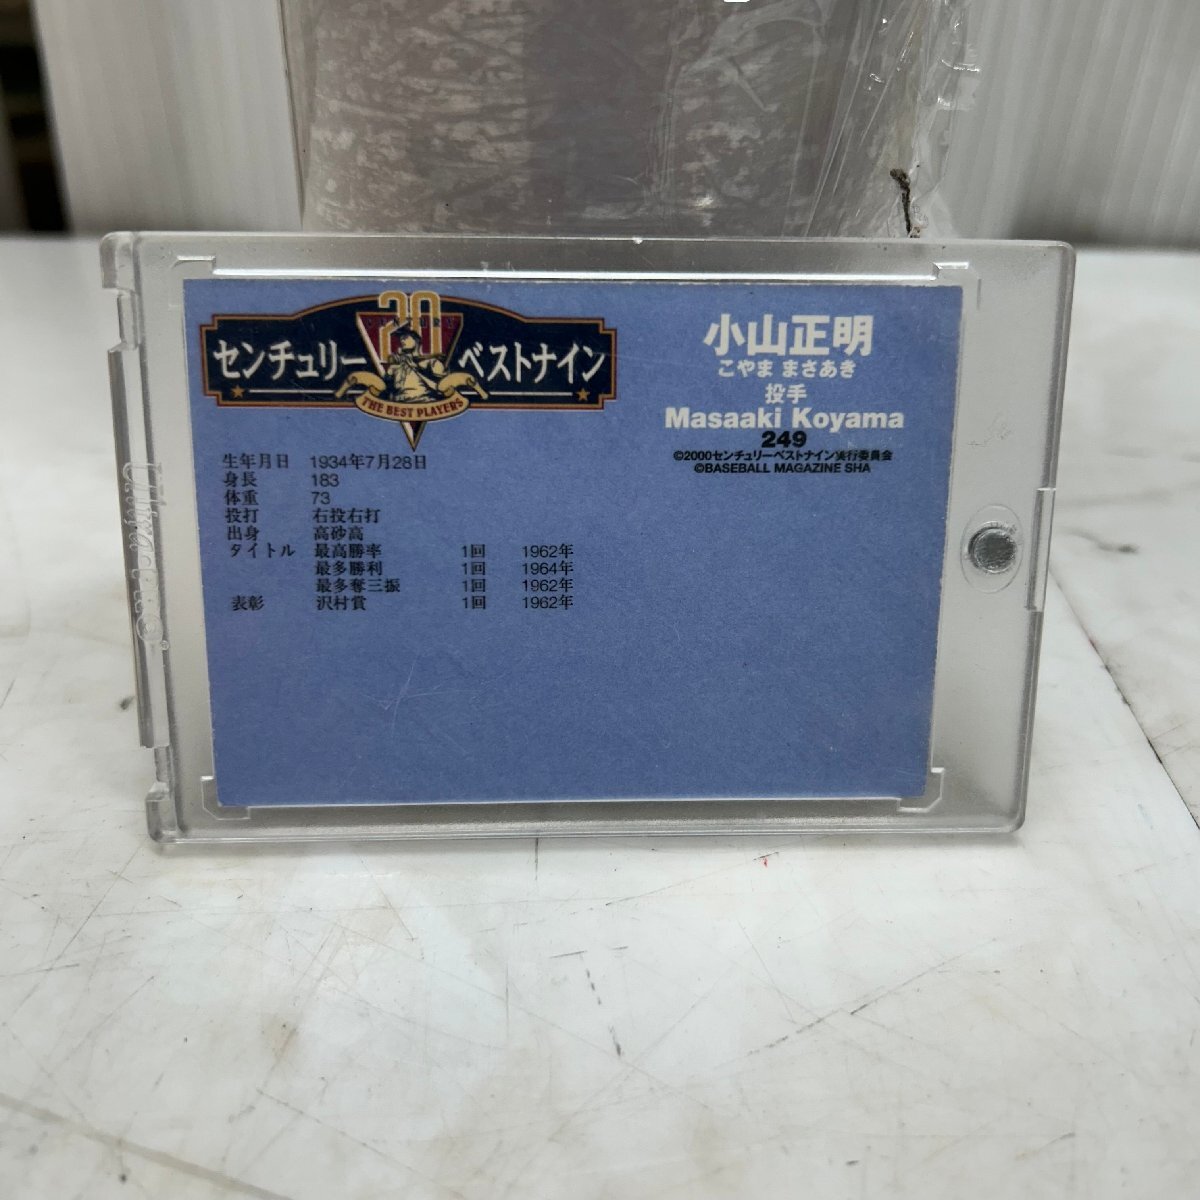 20
CENTURY
センチュリー ベストナイン
THE BEST PLAYERS
小山正明
こやま まさあき
投手
Masaaki Koyama
249
©2000センチュリーベストナイン実行委員会
©BASEBALL MAGAZINE SHA
生年月日 1934年7月28日
身長 183
体重 73
投打 右投右打
出身 高砂高
タイトル 最高勝率 1回 1962年
最多勝利 1回 1964年
最多奪三振 1回 1962年
表彰 沢村賞 1回 1962年
UltraPRO